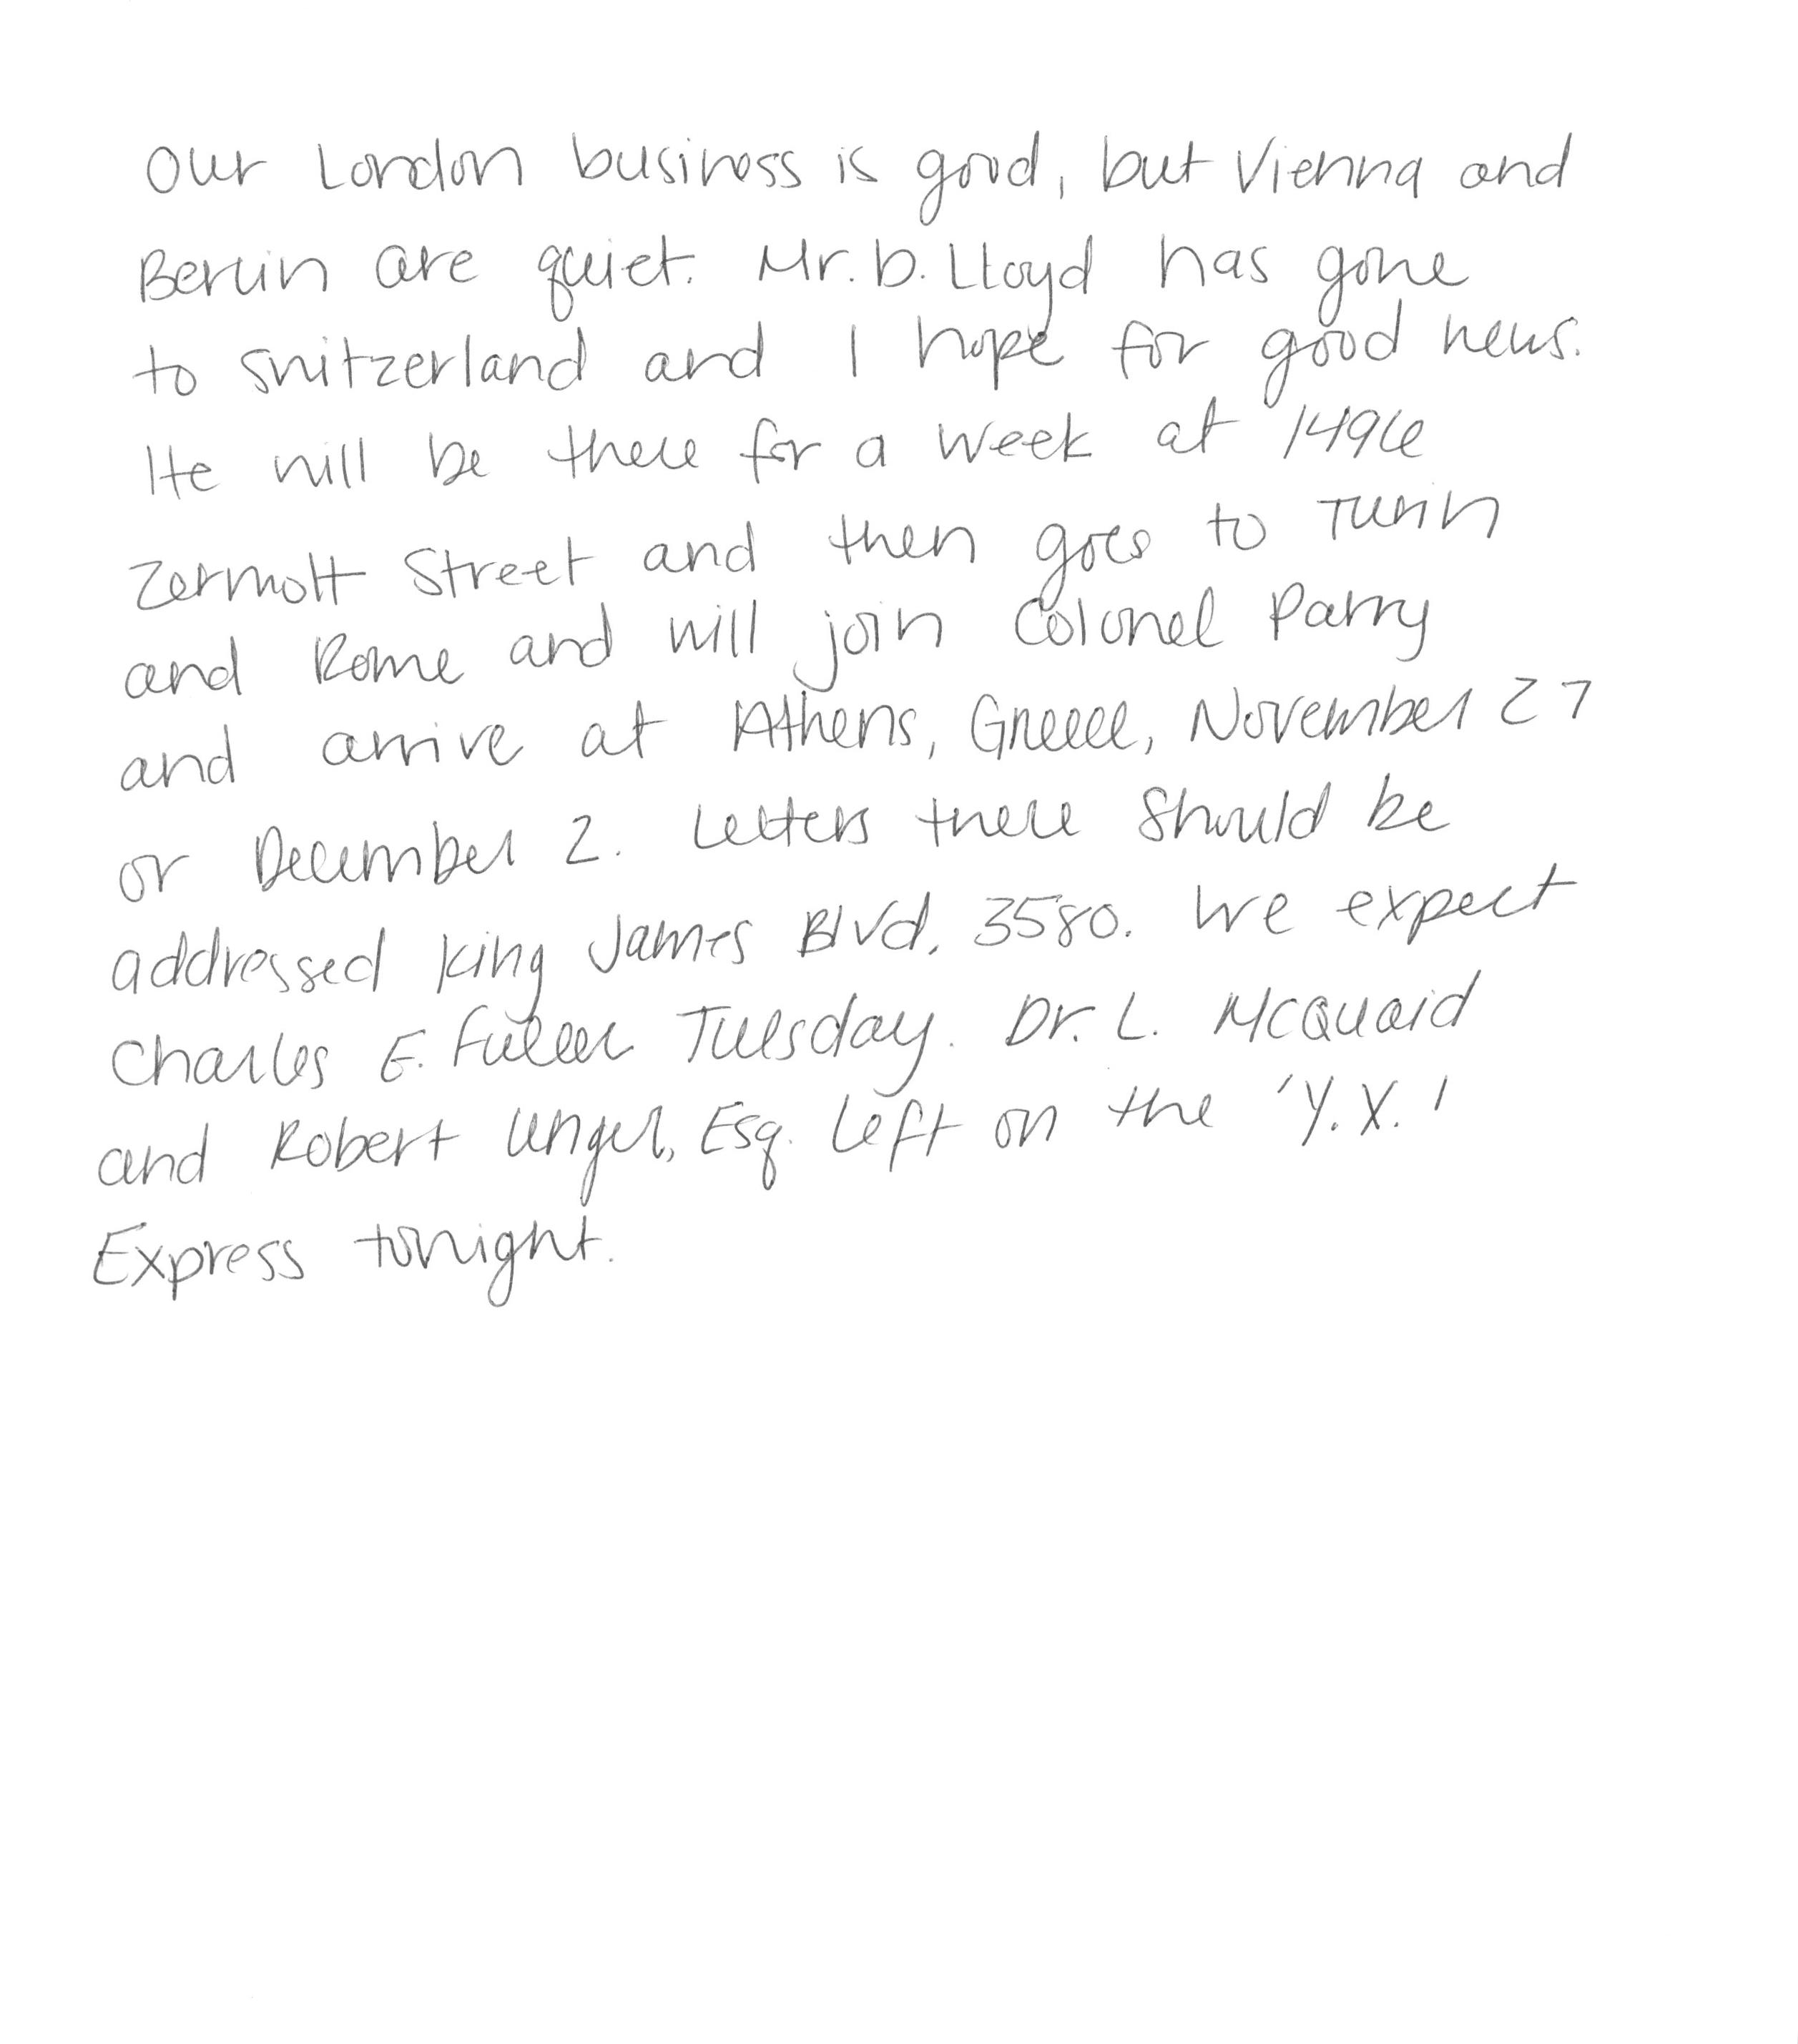 Our London business is good, but Vienna and
Berlin are quiet. Mr. D. Lloyd has gone
to Switzerland and I hope for good news.
He will be there for a week at 1496
Zermott Street and then goes to Turin
and Rome and will join Colonel Parry
and arrive at Athens, Greece, November 27
or December 2. Letters there should be
addressed King James Blvd. 3580. We expect
Charles E. Fuller Tuesday. Dr. L. McQuaid
and Robert Unger, Esq. left on the 'Y.X.'
Express tonight.